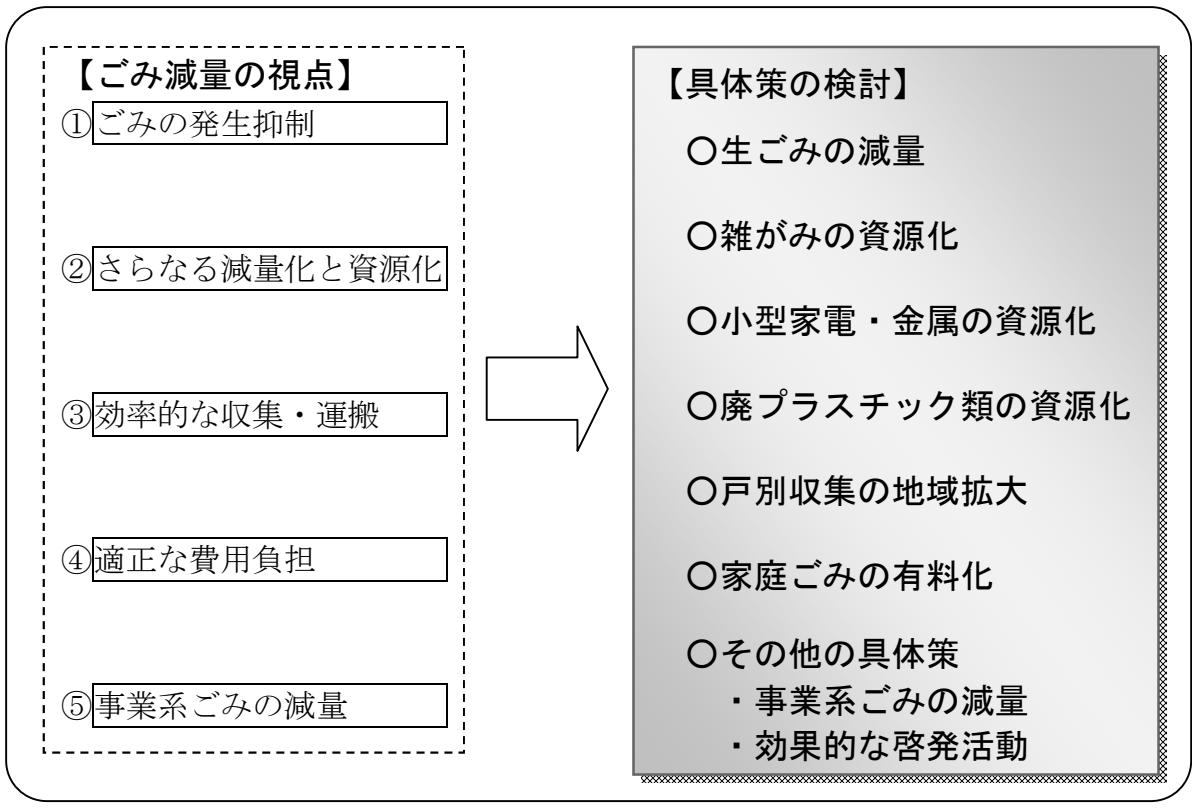 【ごみ減量の視点】
①ごみの発生抑制
②さらなる減量化と資源化
③効率的な収集・運搬
④適正な費用負担
⑤事業系ごみの減量
【具体策の検討】
〇生ごみの減量
〇雑がみの資源化
〇小型家電・金属の資源化
〇廃プラスチック類の資源化
〇戸別収集の地域拡大
〇家庭ごみの有料化
〇その他の具体策
・事業系ごみの減量
・効果的な啓発活動